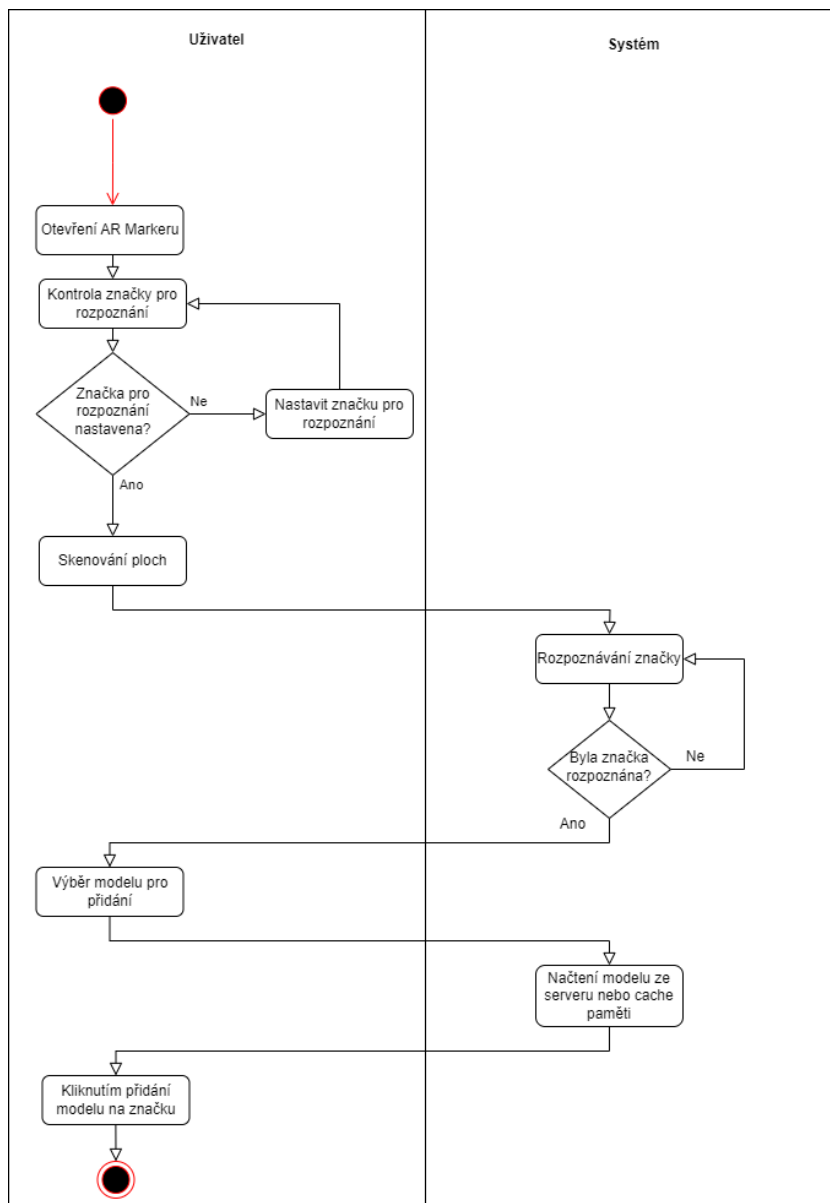 Uživatel
Systém
Otevření AR Markeru
Kontrola značky pro
rozpoznání
Značka pro
rozpoznání
nastavena?
Ne
Nastavit značku pro
rozpoznání
Ano
Skenování ploch
Rozpoznávání značky
Byla značka
rozpoznána?
Ne
Ano
Výběr modelu pro
přidání
Načtení modelu ze
serveru nebo cache
paměti
Kliknutím přidání
modelu na značku